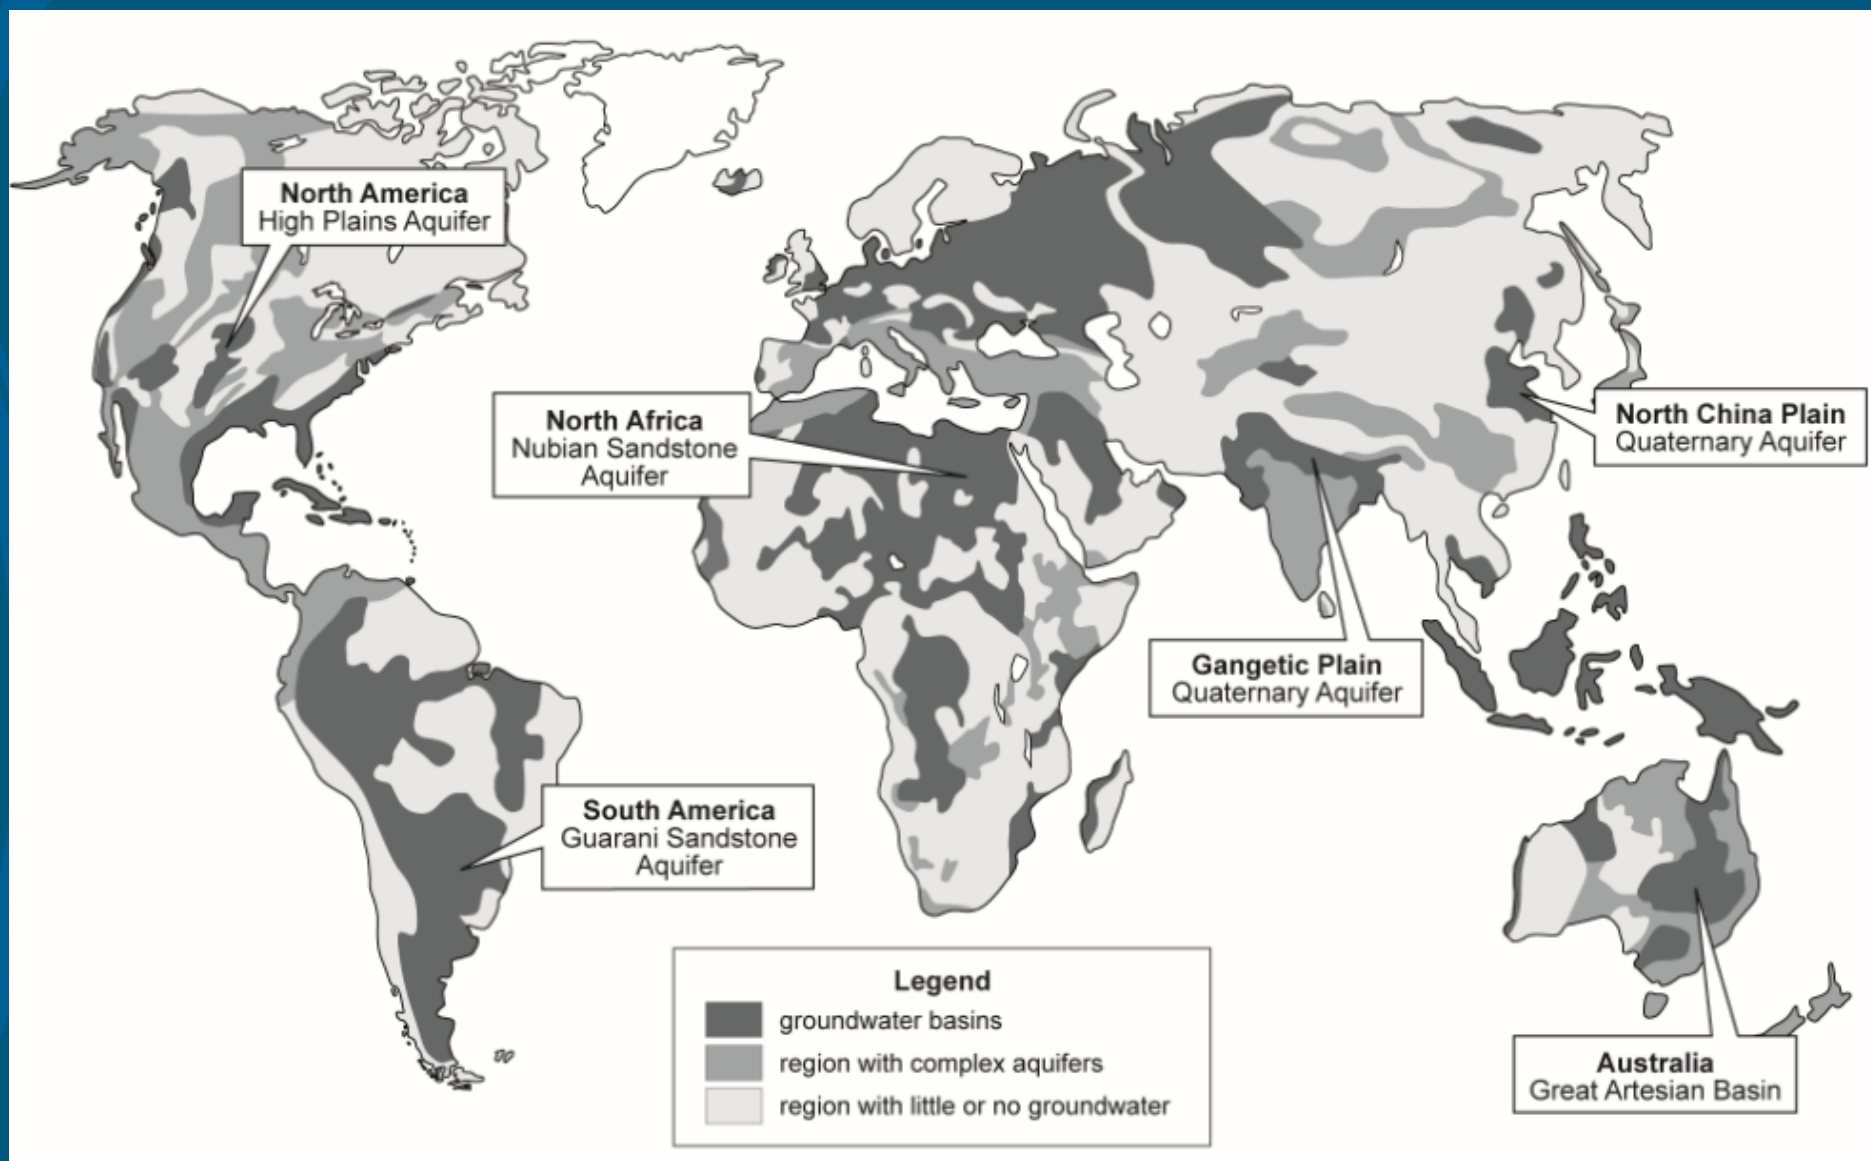 North America
High Plains Aquifer
North Africa
Nubian Sandstone
Aquifer
North China Plain
Quaternary Aquifer
Gangetic Plain
Quaternary Aquifer
South America
Guarani Sandstone
Aquifer
Legend
groundwater basins
region with complex aquifers
region with little or no groundwater
Australia
Great Artesian Basin